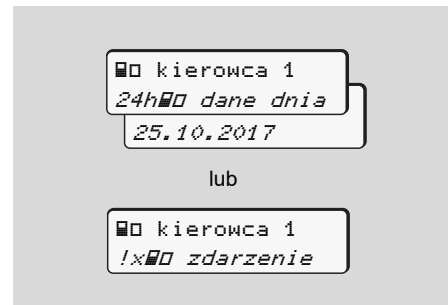 kierowca 1
24h dane dnia
25.10.2017
lub
kierowca 1
!x zdarzenie